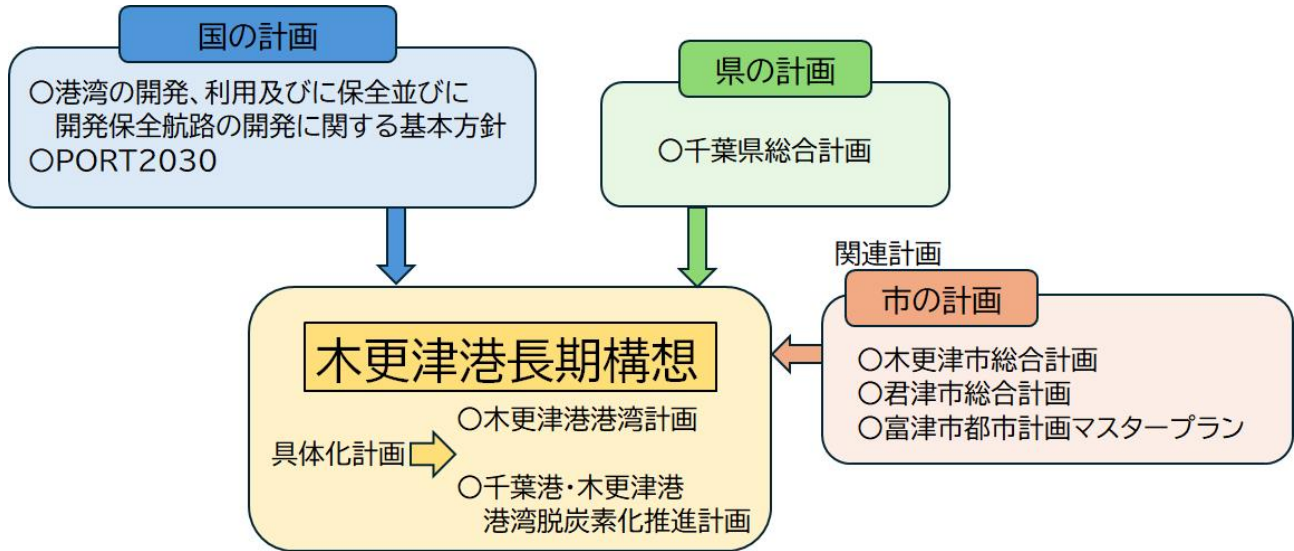 国の計画
○港湾の開発、利用及びに保全並びに
開発保全航路の開発に関する基本方針
○PORT2030
県の計画
○千葉県総合計画
関連計画
市の計画
○木更津市総合計画
○君津市総合計画
○富津市都市計画マスタープラン
木更津港長期構想
具体化計画
○木更津港港湾計画
○千葉港・木更津港
港湾脱炭素化推進計画